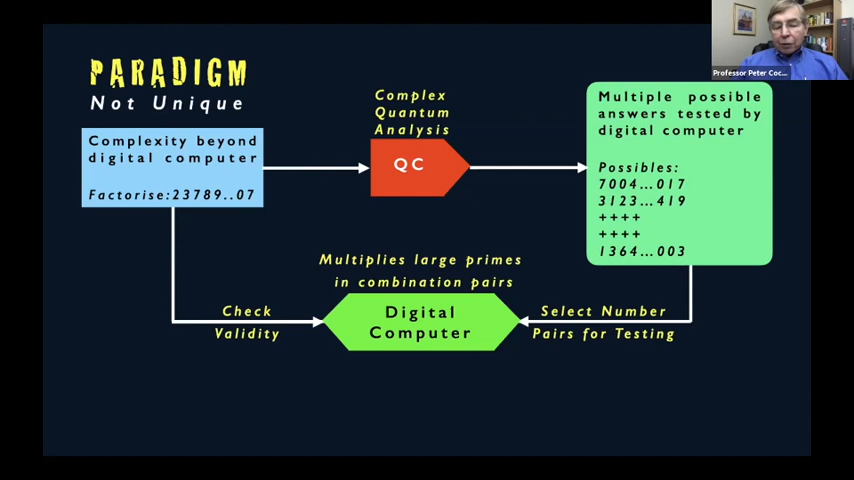 PARADIGM
Not Unique
Complexity beyond
digital computer
Factorise:23789..07
Complex
Quantum
Analysis
QC
Multiple possible
answers tested by
digital computer
Possibles:
7004...017
3123...419
++++
++++
1364...003
Multiplies large primes
in combination pairs
Check
Validity
Digital
Computer
Select Number
Pairs for Testing
Professor Peter Coc...